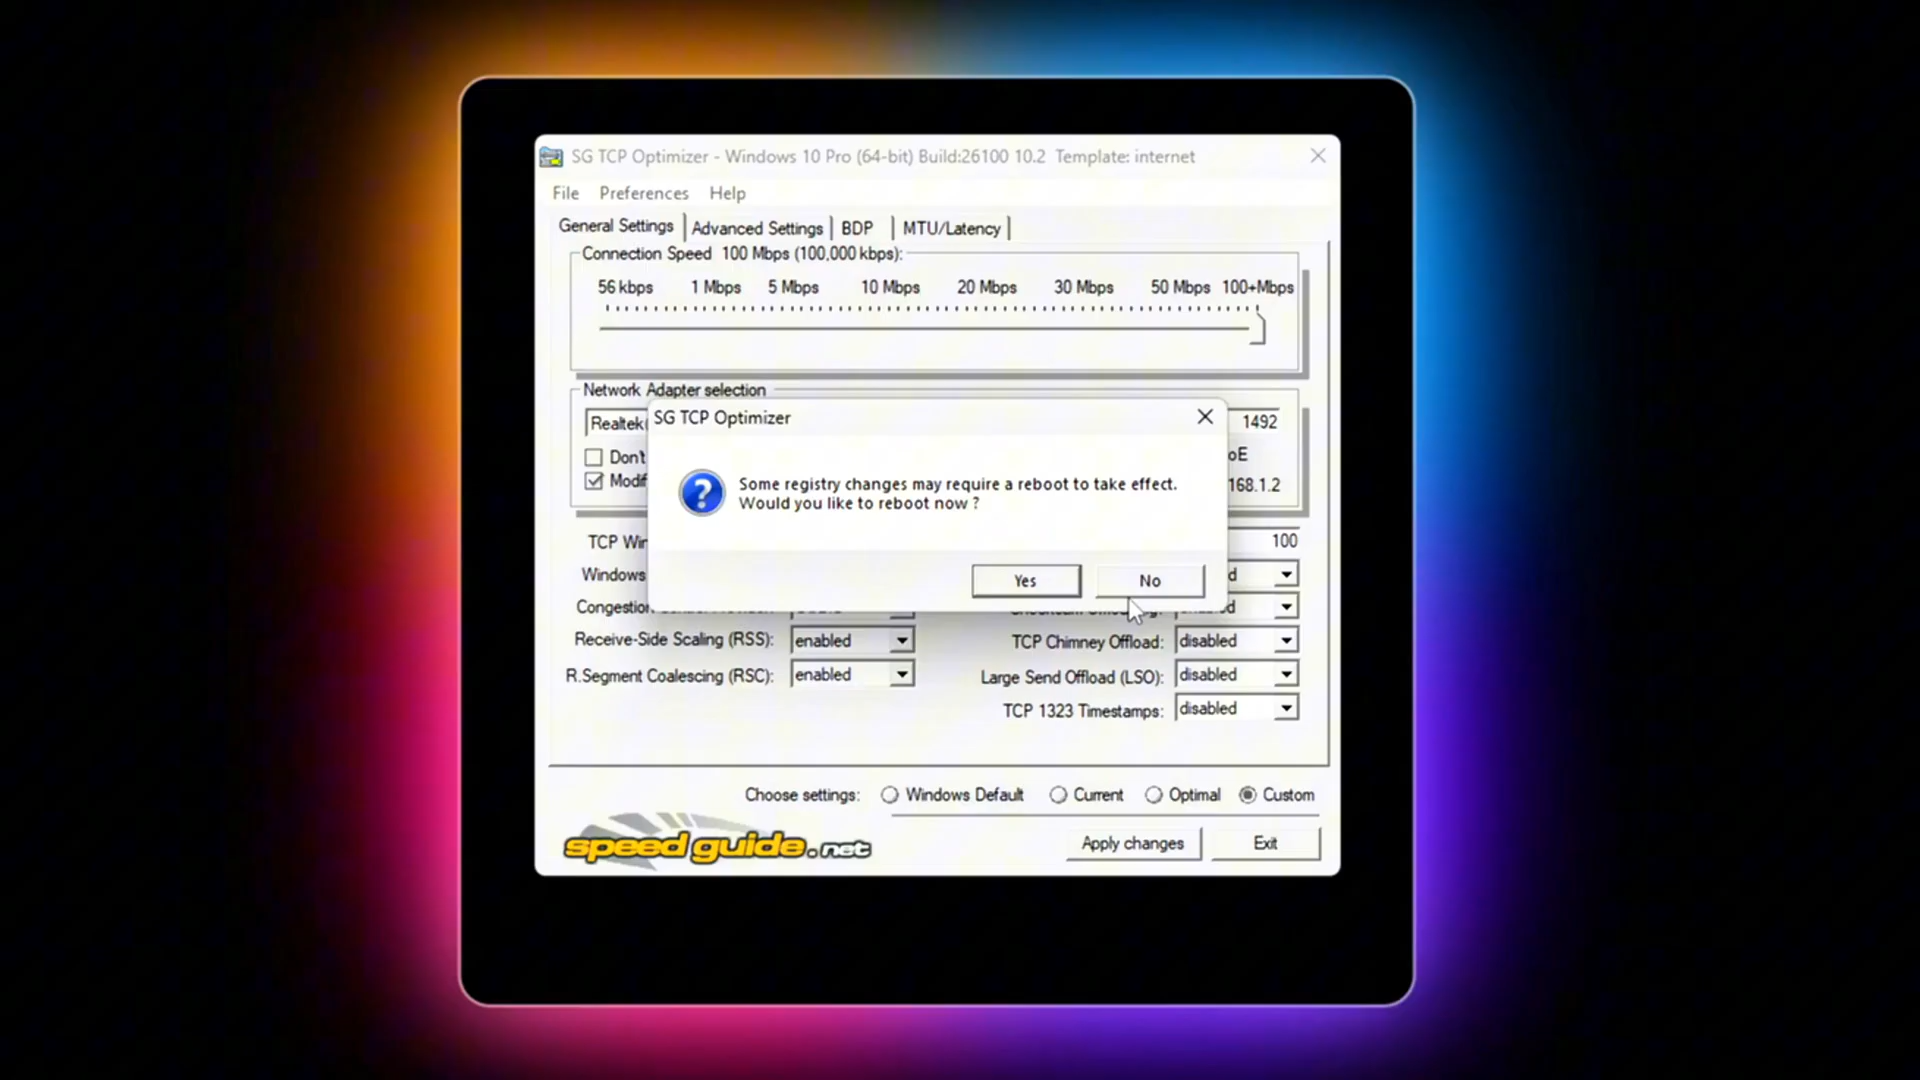 SG TCP Optimizer - Windows 10 Pro (64-bit) Build:26100 10.2 Template: internet
File Preferences Help
General Settings Advanced Settings BDP MTU/Latency
Connection Speed 100 Mbps (100,000 kbps):
56 kbps 1 Mbps 5 Mbps 10 Mbps 20 Mbps 30 Mbps 50 Mbps 100+Mbps
Network Adapter selection
Realtek
1492
Don't
oE
Modif
168.1.2
SG TCP Optimizer
Some registry changes may require a reboot to take effect.
Would you like to reboot now ?
Yes No
TCP Win
100
Windows
Congestion
Receive-Side Scaling (RSS): enabled
TCP Chimney Offload: disabled
R.Segment Coalescing (RSC): enabled
Large Send Offload (LSO): disabled
TCP 1323 Timestamps: disabled
Choose settings: Windows Default Current Optimal Custom
speed guide.net
Apply changes Exit